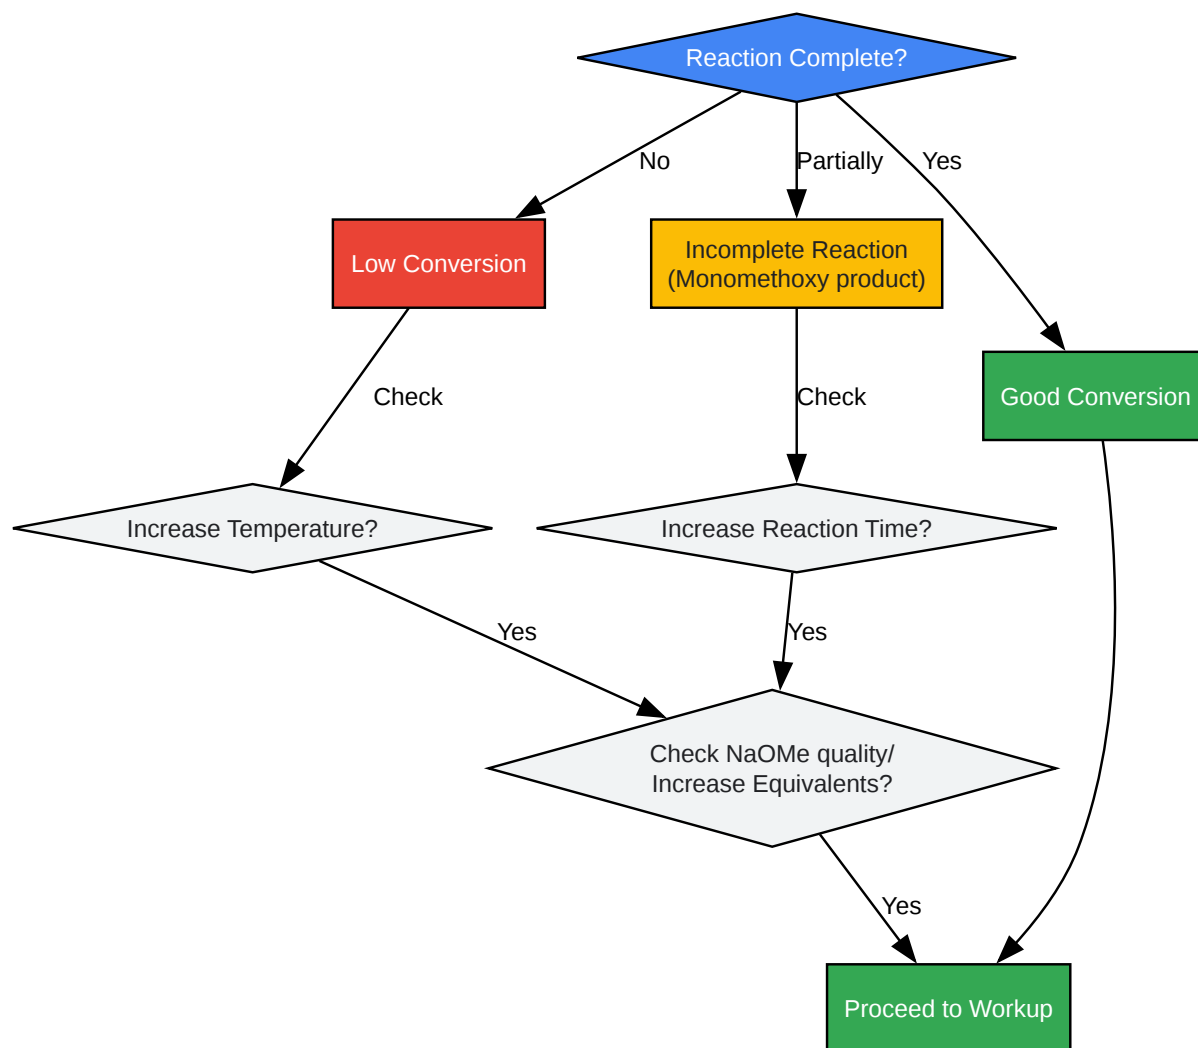 Reaction Complete?
No
Partially
Yes
Low Conversion
Incomplete Reaction
(Monomethoxy product)
Good Conversion
Check
Check
Increase Temperature?
Increase Reaction Time?
Yes
Yes
Check NaOMe quality/
Increase Equivalents?
Yes
Proceed to Workup